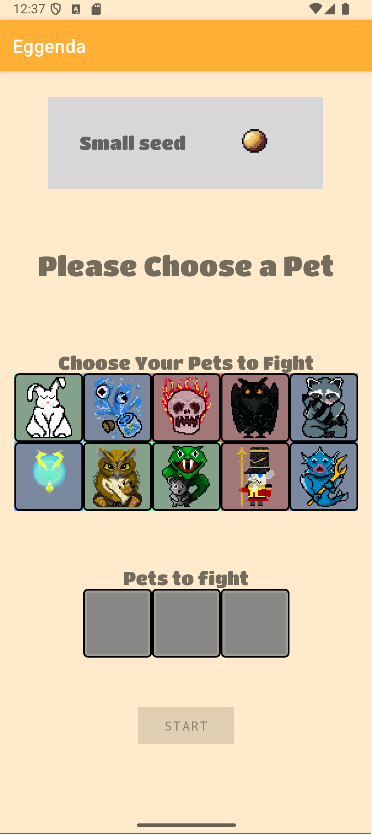 12:37
Eggenda
Small seed
Please Choose a Pet
Choose Your Pets to Fight
Pets to fight
START